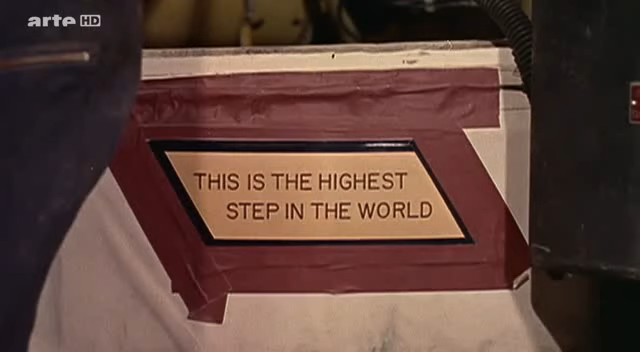 arte HD
THIS IS THE HIGHEST
STEP IN THE WORLD